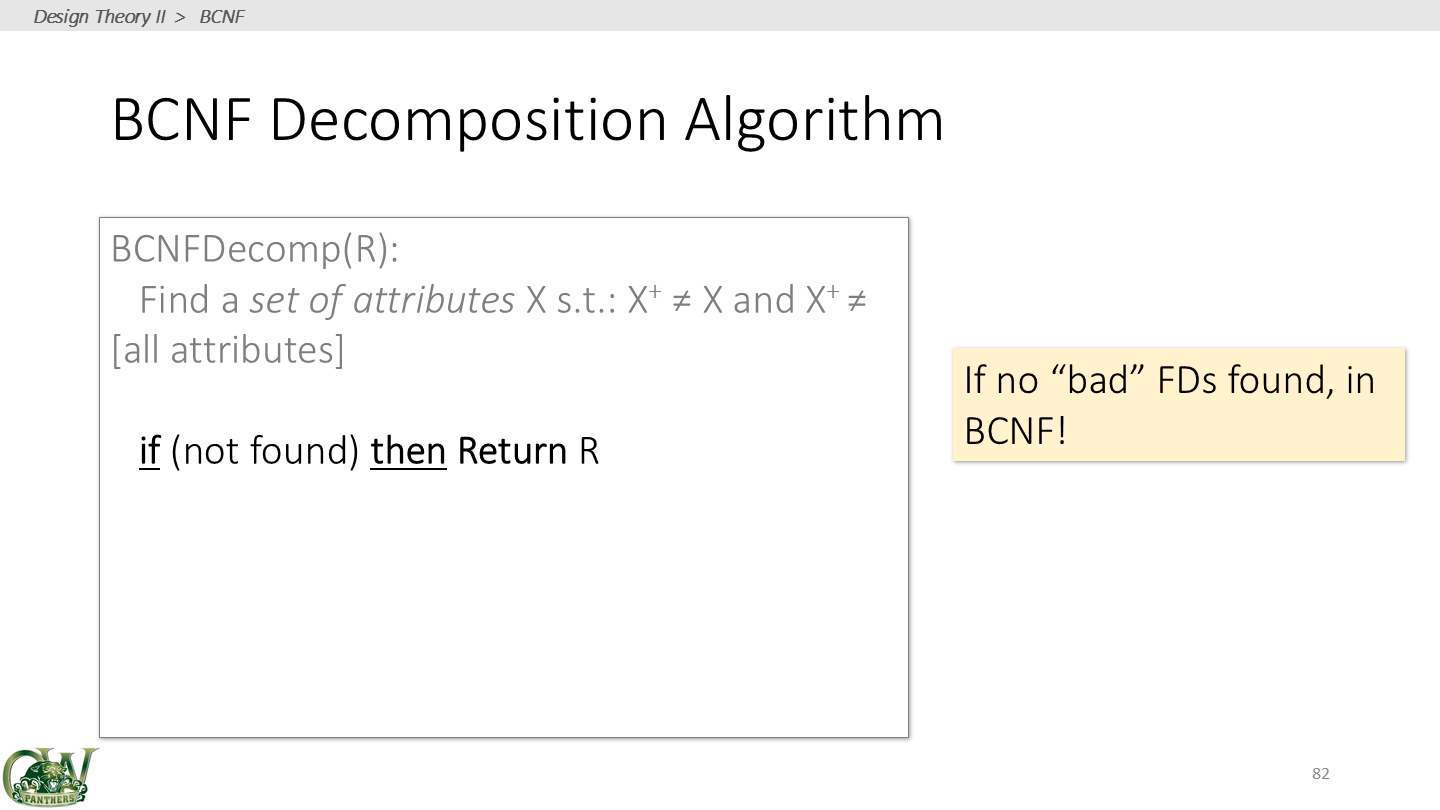 Design Theory II > BCNF
BCNF Decomposition Algorithm
BCNFDecomp(R):
Find a set of attributes X s.t.: X⁺ ≠ X and X⁺ ≠
[all attributes]
if (not found) then Return R
If no “bad” FDs found, in
BCNF!
PANTHERS
82